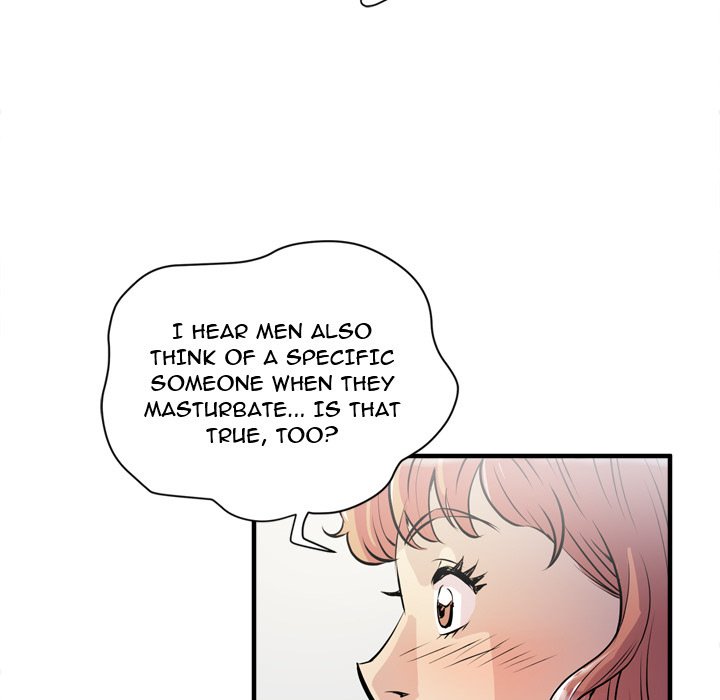 I HEAR MEN ALSO
THINK OF A SPECIFIC
SOMEONE WHEN THEY
MASTURBATE... IS THAT
TRUE, TOO?